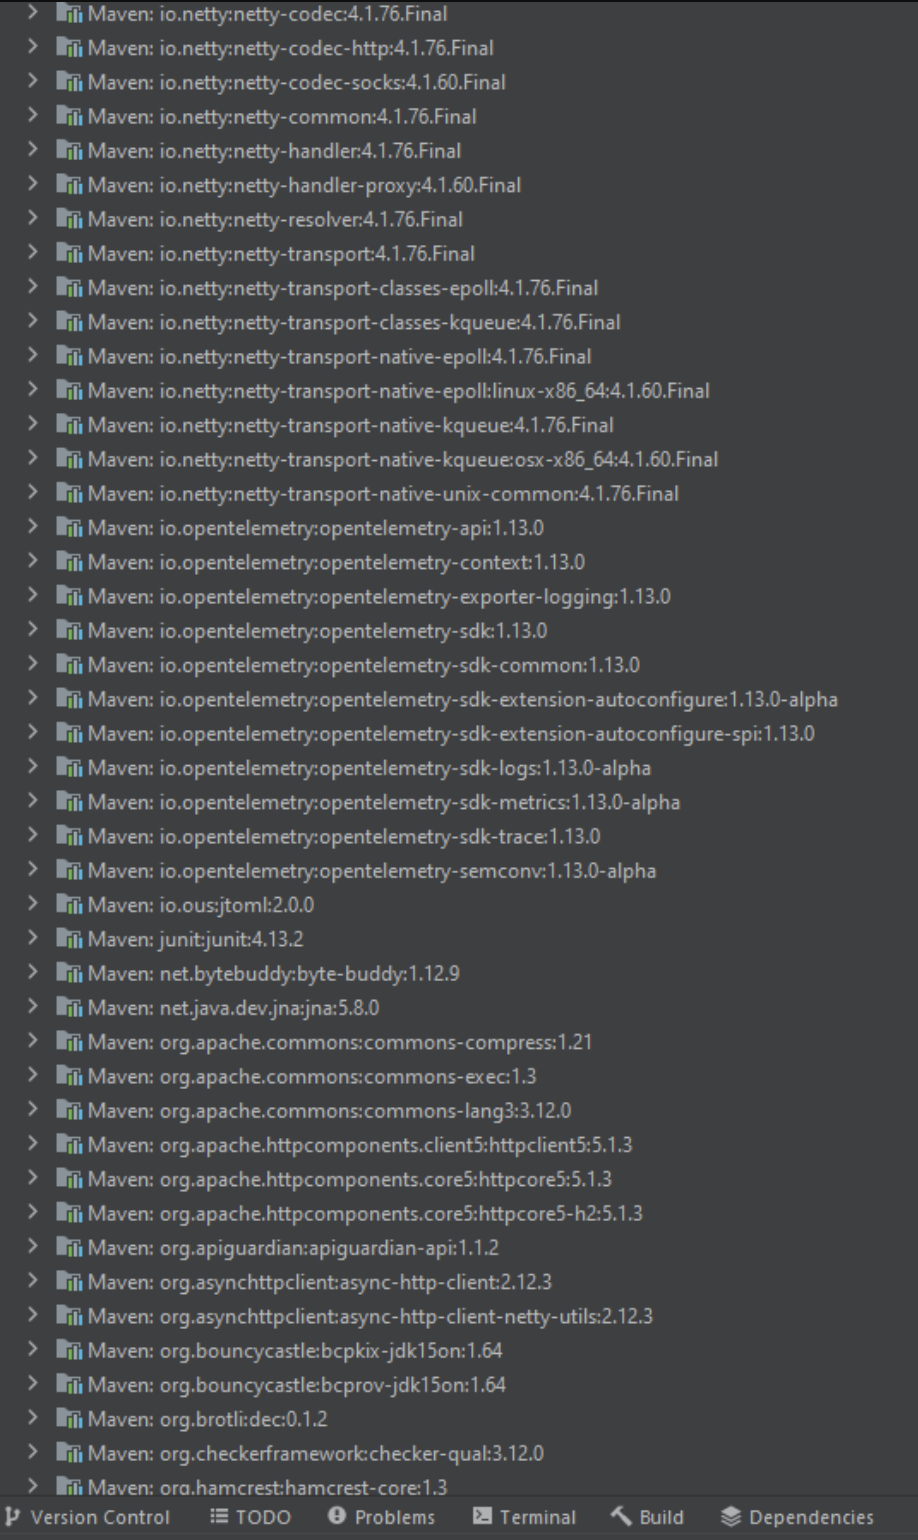 Maven: io.netty:netty-codec:4.1.76.Final
Maven: io.netty:netty-codec-http:4.1.76.Final
Maven: io.netty:netty-codec-socks:4.1.60.Final
Maven: io.netty:netty-common:4.1.76.Final
Maven: io.netty:netty-handler:4.1.76.Final
Maven: io.netty:netty-handler-proxy:4.1.60.Final
Maven: io.netty:netty-resolver:4.1.76.Final
Maven: io.netty:netty-transport:4.1.76.Final
Maven: io.netty:netty-transport-classes-epoll:4.1.76.Final
Maven: io.netty:netty-transport-classes-kqueue:4.1.76.Final
Maven: io.netty:netty-transport-native-epoll:4.1.76.Final
Maven: io.netty:netty-transport-native-epoll:linux-x86_64:4.1.60.Final
Maven: io.netty:netty-transport-native-kqueue:4.1.76.Final
Maven: io.netty:netty-transport-native-kqueue:osx-x86_64:4.1.60.Final
Maven: io.netty:netty-transport-native-unix-common:4.1.76.Final
Maven: io.opentelemetry:opentelemetry-api:1.13.0
Maven: io.opentelemetry:opentelemetry-context:1.13.0
Maven: io.opentelemetry:opentelemetry-exporter-logging:1.13.0
Maven: io.opentelemetry:opentelemetry-sdk:1.13.0
Maven: io.opentelemetry:opentelemetry-sdk-common:1.13.0
Maven: io.opentelemetry:opentelemetry-sdk-extension-autoconfigure:1.13.0-alpha
Maven: io.opentelemetry:opentelemetry-sdk-extension-autoconfigure-spi:1.13.0
Maven: io.opentelemetry:opentelemetry-sdk-logs:1.13.0-alpha
Maven: io.opentelemetry:opentelemetry-sdk-metrics:1.13.0-alpha
Maven: io.opentelemetry:opentelemetry-sdk-trace:1.13.0
Maven: io.opentelemetry:opentelemetry-semconv:1.13.0-alpha
Maven: io.ous:jtoml:2.0.0
Maven: junit:junit:4.13.2
Maven: net.bytebuddy:byte-buddy:1.12.9
Maven: net.java.dev.jna:jna:5.8.0
Maven: org.apache.commons:commons-compress:1.21
Maven: org.apache.commons:commons-exec:1.3
Maven: org.apache.commons:commons-lang3:3.12.0
Maven: org.apache.httpcomponents.client5:httpclient5:5.1.3
Maven: org.apache.httpcomponents.core5:httpcore5:5.1.3
Maven: org.apache.httpcomponents.core5:httpcore5-h2:5.1.3
Maven: org.apiguardian:apiguardian-api:1.1.2
Maven: org.asynchttpclient:async-http-client:2.12.3
Maven: org.asynchttpclient:async-http-client-netty-utils:2.12.3
Maven: org.bouncycastle:bcpkix-jdk15on:1.64
Maven: org.bouncycastle:bcprov-jdk15on:1.64
Maven: org.brotli:dec:0.1.2
Maven: org.checkerframework:checker-qual:3.12.0
Maven: org.hamcrest:hamcrest-core:1.3
Version Control TODO Problems Terminal Build Dependencies